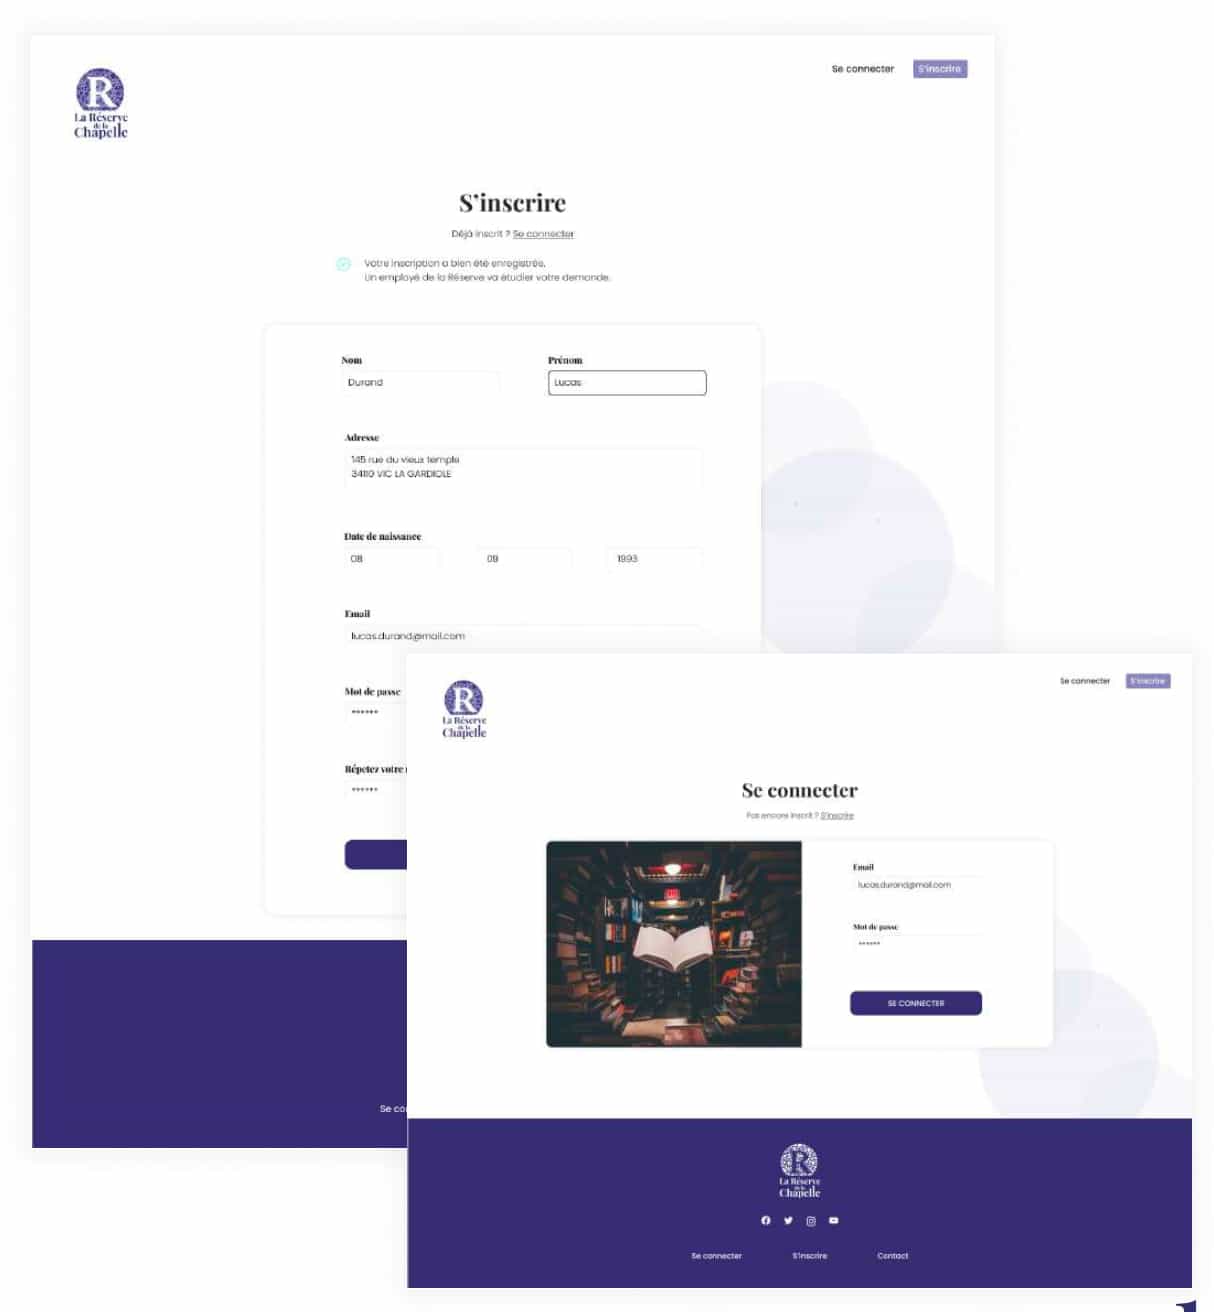 Se connecter
S'inscrire
R
La Réserve
de la
Chapelle
S'inscrire
Déjà inscrit ? Se connecter
Votre inscription a bien été enregistrée.
Un employé de la Réserve va étudier votre demande.
Nom
Prénom
Durand
Lucas
Adresse
145 rue du vieux temple
34110 VIC LA GARDIOLE
Date de naissance
08
09
1993
Email
lucas.durand@mail.com
Mot de passe
******
Répetez votre
******
Se co
Se connecter
S'inscrire
R
La Réserve
de la
Chapelle
Se connecter
Pas encore inscrit ? S'inscrire
Email
lucas.durand@mail.com
Mot de passe
******
SE CONNECTER
R
La Réserve
de la
Chapelle
Se connecter
S'inscrire
Contact